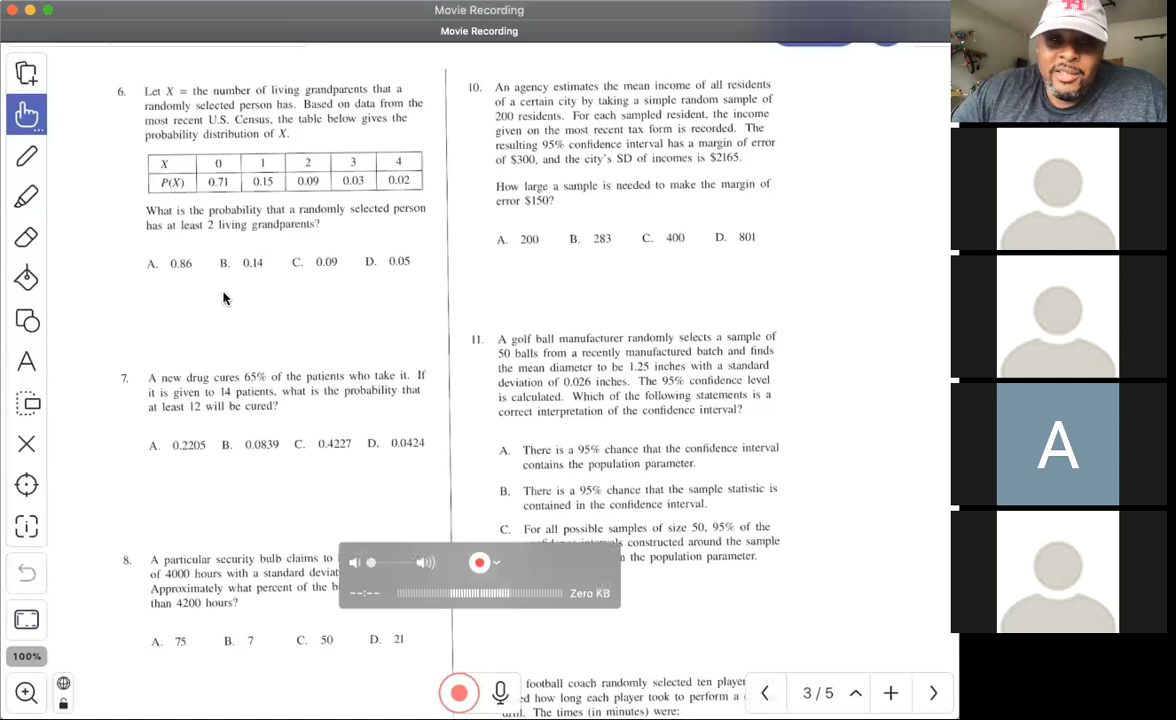 Movie Recording
Movie Recording
6. Let X = the number of living grandparents that a
randomly selected person has. Based on data from the
most recent U.S. Census, the table below gives the
probability distribution of X.
X 0 1 2 3 4
P(X) 0.71 0.15 0.09 0.03 0.02
What is the probability that a randomly selected person
has at least 2 living grandparents?
A. 0.86 B. 0.14 C. 0.09 D. 0.05
7. A new drug cures 65% of the patients who take it. If
it is given to 14 patients, what is the probability that
at least 12 will be cured?
A. 0.2205 B. 0.0839 C. 0.4227 D. 0.0424
8. A particular security bulb claims to
of 4000 hours with a standard deviat
Approximately what percent of the b
than 4200 hours?
A. 75 B. 7 C. 50 D. 21
10. An agency estimates the mean income of all residents
of a certain city by taking a simple random sample of
200 residents. For each sampled resident, the income
given on the most recent tax form is recorded. The
resulting 95% confidence interval has a margin of error
of $300, and the city's SD of incomes is $2165.
How large a sample is needed to make the margin of
error $150?
A. 200 B. 283 C. 400 D. 801
11. A golf ball manufacturer randomly selects a sample of
50 balls from a recently manufactured batch and finds
the mean diameter to be 1.25 inches with a standard
deviation of 0.026 inches. The 95% confidence level
is calculated. Which of the following statements is a
correct interpretation of the confidence interval?
A. There is a 95% chance that the confidence interval
contains the population parameter.
B. There is a 95% chance that the sample statistic is
contained in the confidence interval.
C. For all possible samples of size 50, 95% of the
constructed around the sample
the population parameter.
football coach randomly selected ten player
how long each player took to perform a
The times (in minutes) were:
--:-- Zero KB
100%
3 / 5
A
A